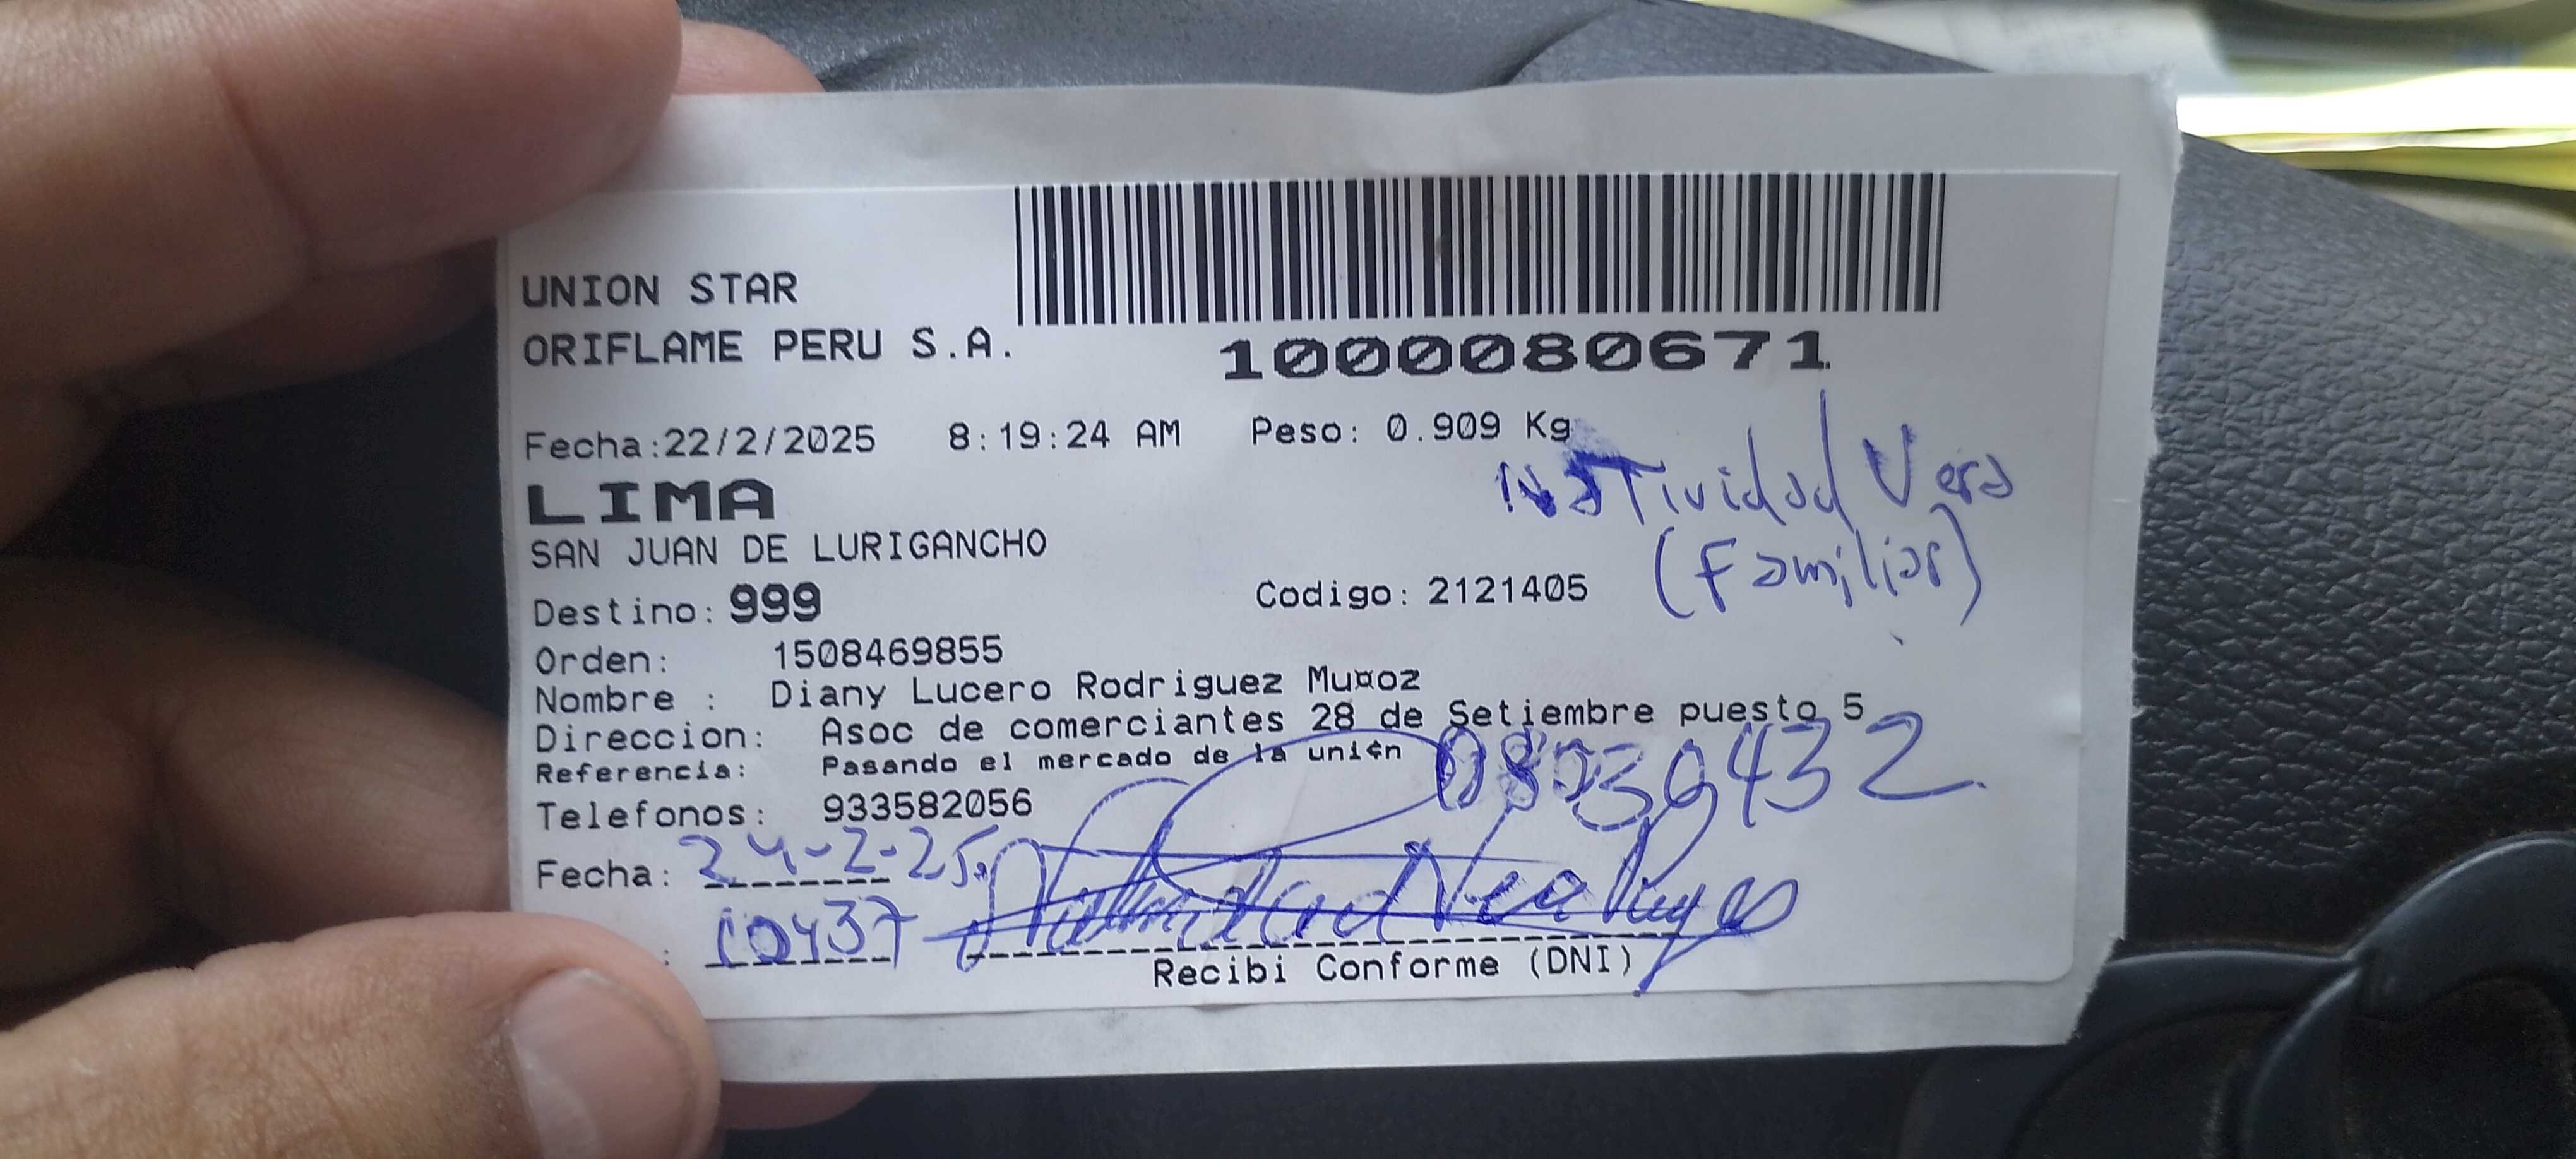 UNION STAR
ORIFLAME PERU S.A.
1000080671
Fecha:22/2/2025 8:19:24 AM Peso: 0.909 Kg
LIMA
NATividad Vera
SAN JUAN DE LURIGANCHO
(Familiar)
Destino: 999 Codigo: 2121405
Orden: 1508469855
Nombre : Diany Lucero Rodriguez Mu¤oz
Direccion: Asoc de comerciantes 28 de Setiembre puesto 5
Referencia: Pasando el mercado de la uni¢n
Telefonos: 933582056
Fecha: 24-2-25
Natividad Vera
Recibi Conforme (DNI)